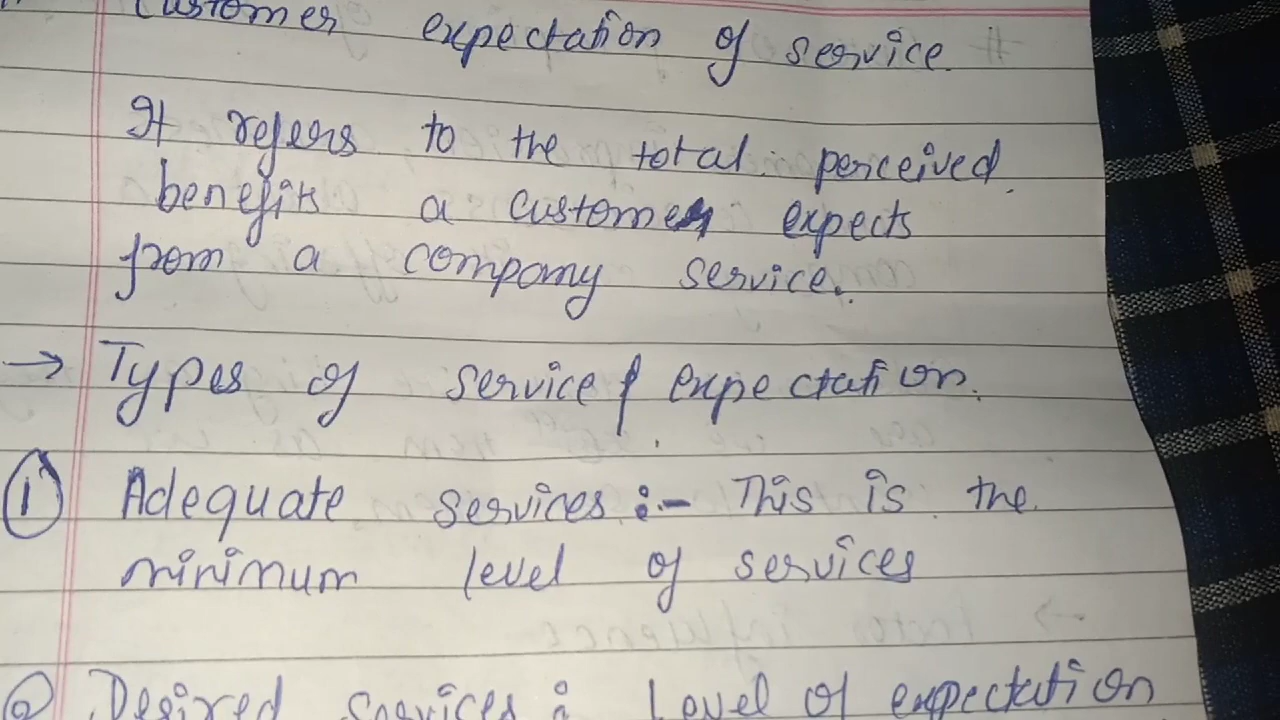 Customer expectation of service.
It refers to the total perceived
benefits a customer expects
from a company service.
→ Types of service expectation.
① Adequate services :- This is the
minimum level of services
② Desired services : Level of expectation